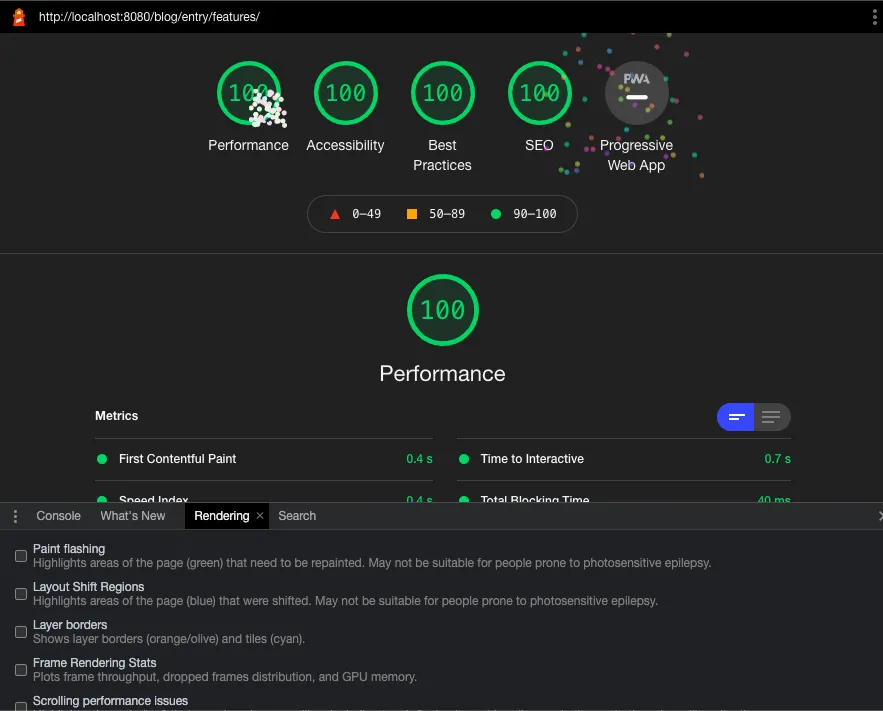 http://localhost:8080/blog/entry/features/
100 100 100 100 PWA
Performance Accessibility Best Practices SEO Progressive Web App
0–49 50–89 90–100
100
Performance
Metrics
First Contentful Paint 0.4 s Time to Interactive 0.7 s
Speed Index 0.4 s Total Blocking Time 40 ms
Console What's New Rendering × Search
Paint flashing
Highlights areas of the page (green) that need to be repainted. May not be suitable for people prone to photosensitive epilepsy.
Layout Shift Regions
Highlights areas of the page (blue) that were shifted. May not be suitable for people prone to photosensitive epilepsy.
Layer borders
Shows layer borders (orange/olive) and tiles (cyan).
Frame Rendering Stats
Plots frame throughput, dropped frames distribution, and GPU memory.
Scrolling performance issues